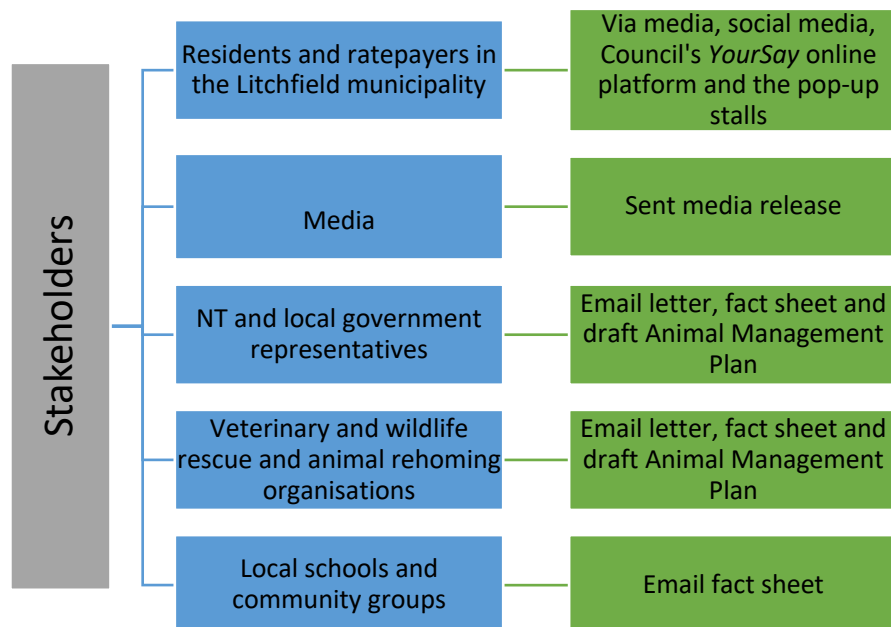 Stakeholders
Residents and ratepayers in
the Litchfield municipality
Via media, social media,
Council's YourSay online
platform and the pop-up
stalls
Media
Sent media release
NT and local government
representatives
Email letter, fact sheet and
draft Animal Management
Plan
Veterinary and wildlife
rescue and animal rehoming
organisations
Email letter, fact sheet and
draft Animal Management
Plan
Local schools and
community groups
Email fact sheet